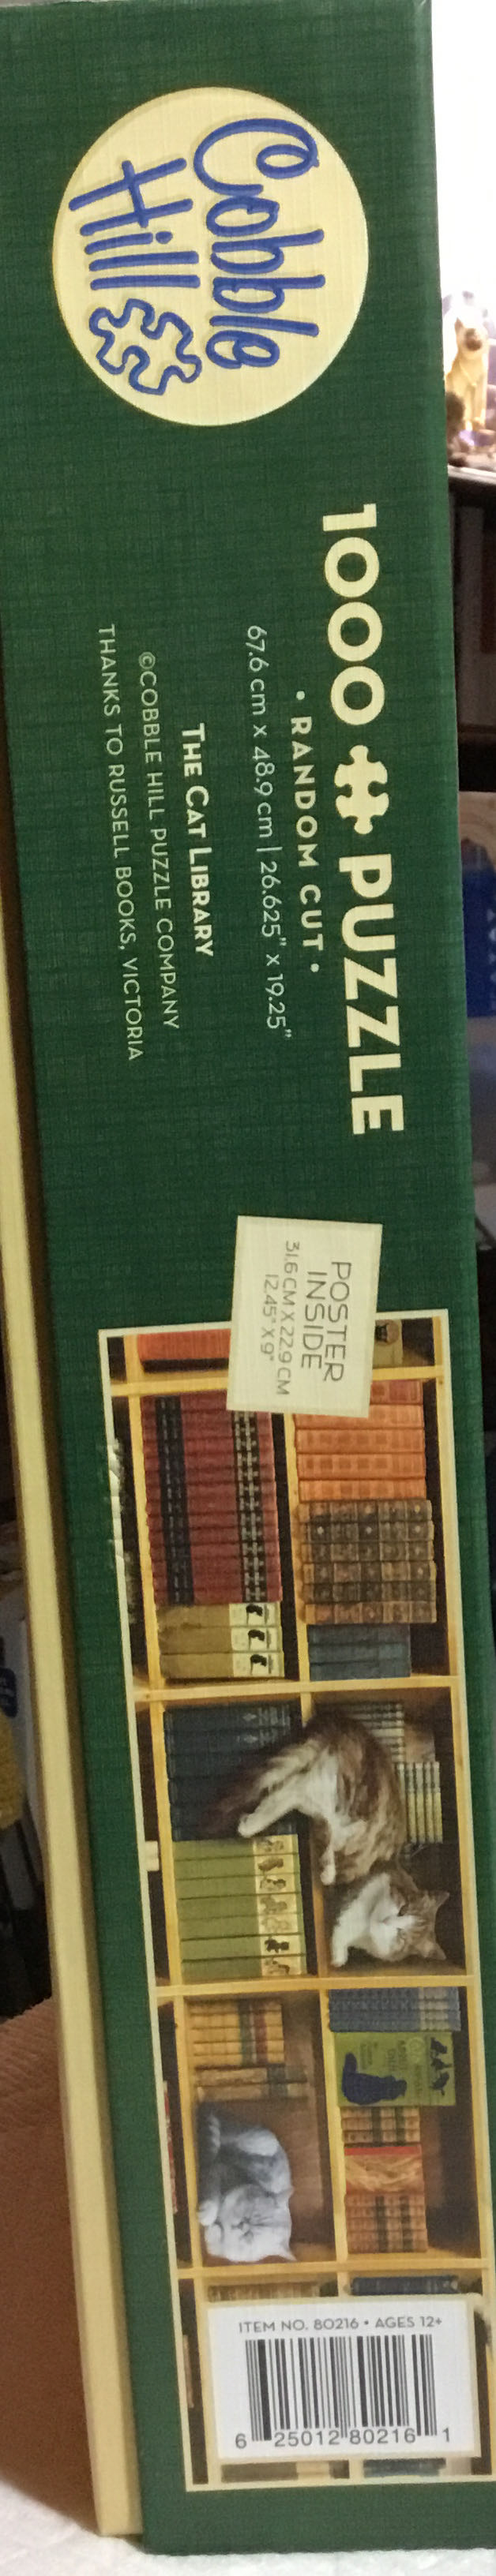 Cobble
Hill
1000 PUZZLE
• RANDOM CUT •
67.6 cm x 48.9 cm | 26.625" x 19.25"
THE CAT LIBRARY
©COBBLE HILL PUZZLE COMPANY
THANKS TO RUSSELL BOOKS, VICTORIA
POSTER
INSIDE
31.6 CM X 22.9 CM
12.45" X 9"
ITEM NO. 80216 • AGES 12+
6 25012 80216 1